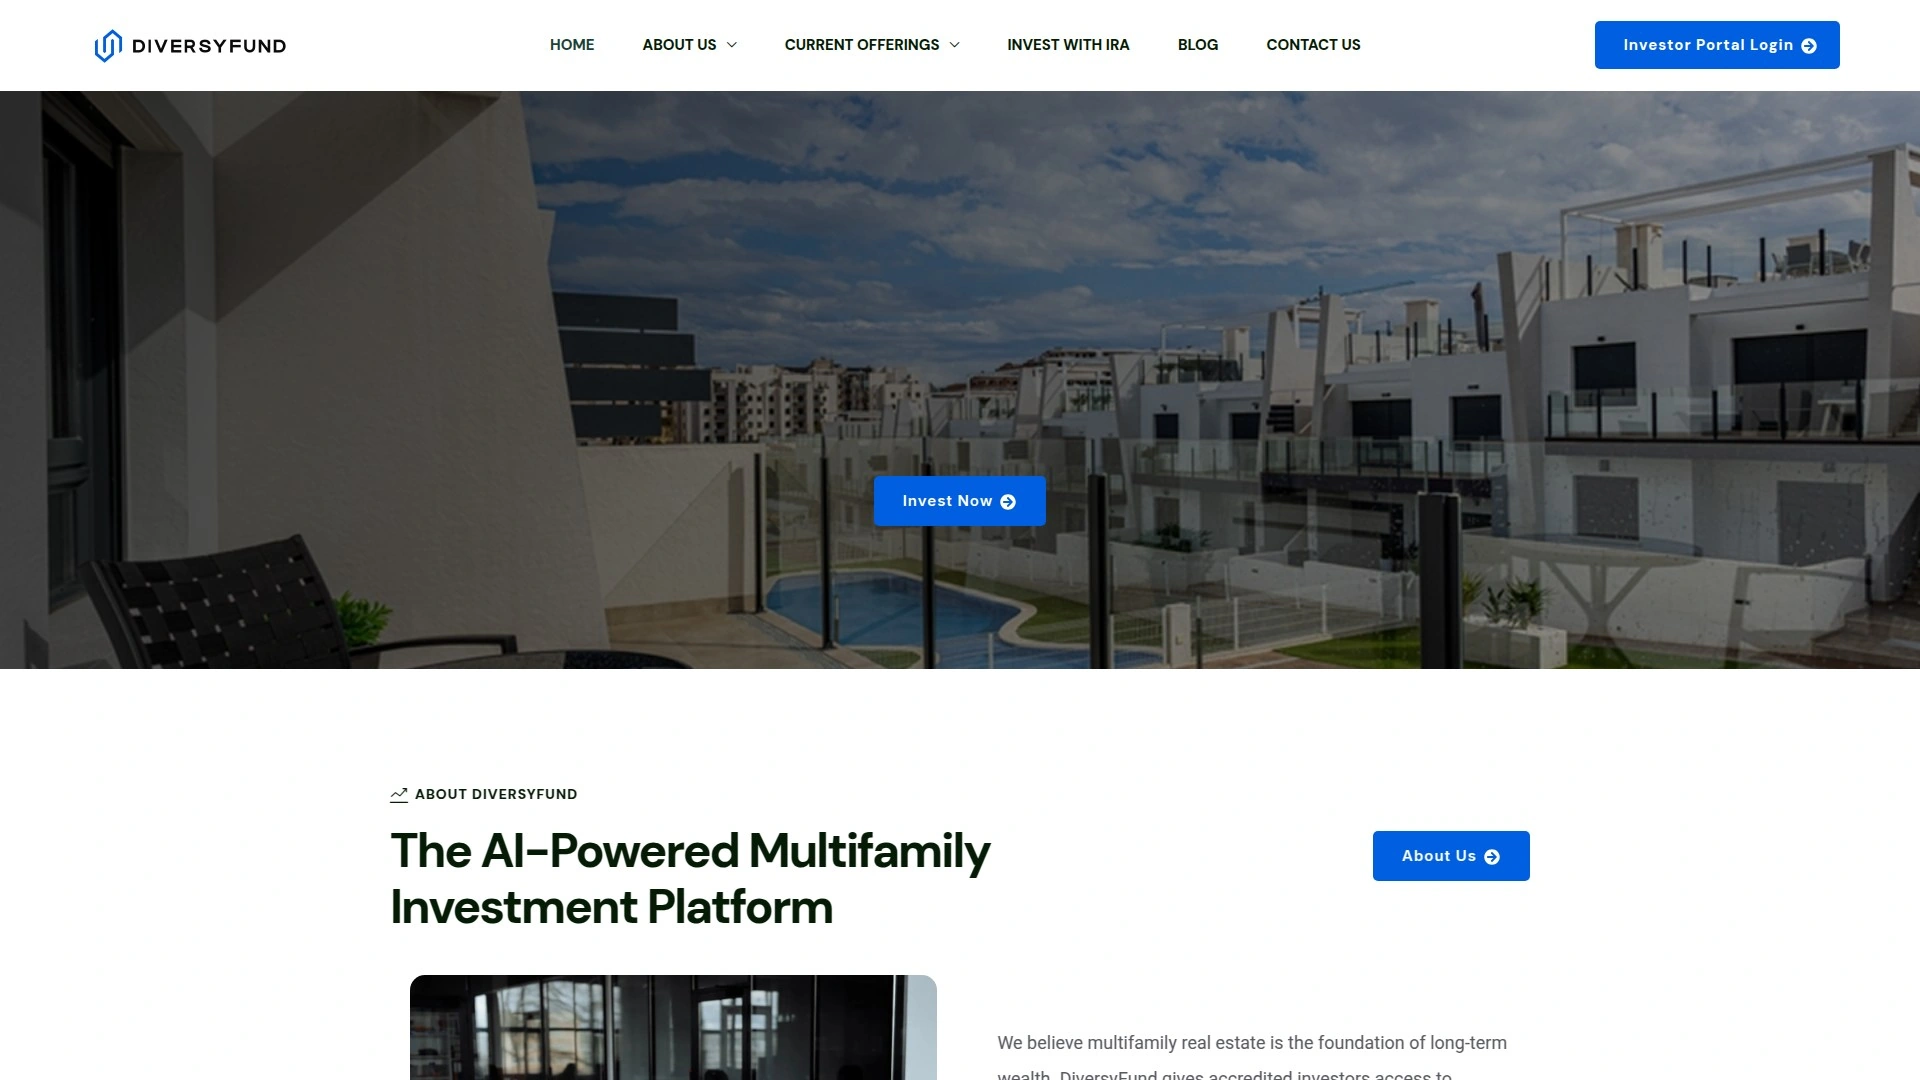 DIVERSYFUND
HOME
ABOUT US
CURRENT OFFERINGS
INVEST WITH IRA
BLOG
CONTACT US
Investor Portal Login
Invest Now
ABOUT DIVERSYFUND
The AI-Powered Multifamily
Investment Platform
About Us
We believe multifamily real estate is the foundation of long-term
wealth. DiversyFund gives accredited investors access to